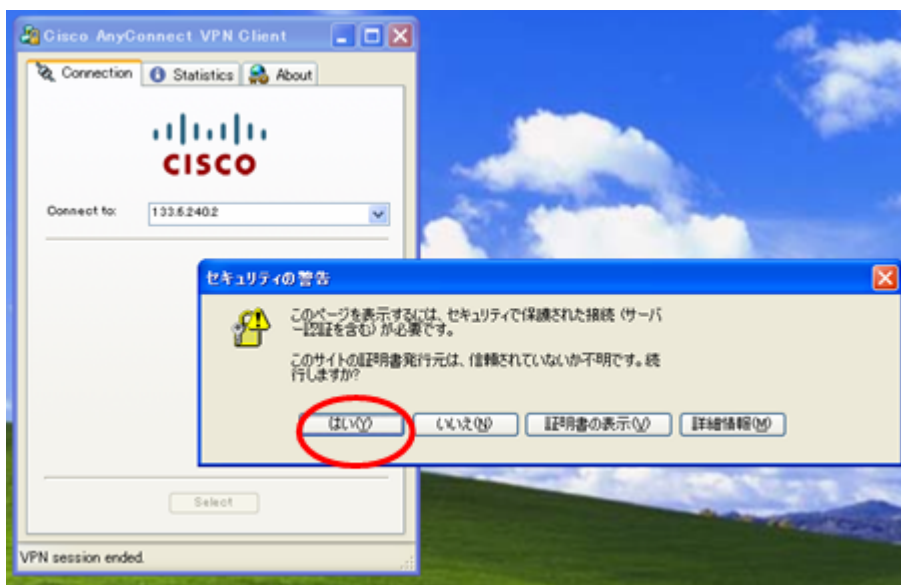 Cisco AnyConnect VPN Client
Connection
Statistics
About
CISCO
Connect to:
133.6.240.2
セキュリティの警告
このページを表示するには、セキュリティで保護された接続 (サーバ
ー認証を含む) が必要です。
このサイトの証明書発行元は、信頼されていないか不明です。続
行しますか?
はい(Y)
いいえ(N)
証明書の表示(V)
詳細情報(M)
Select
VPN session ended.